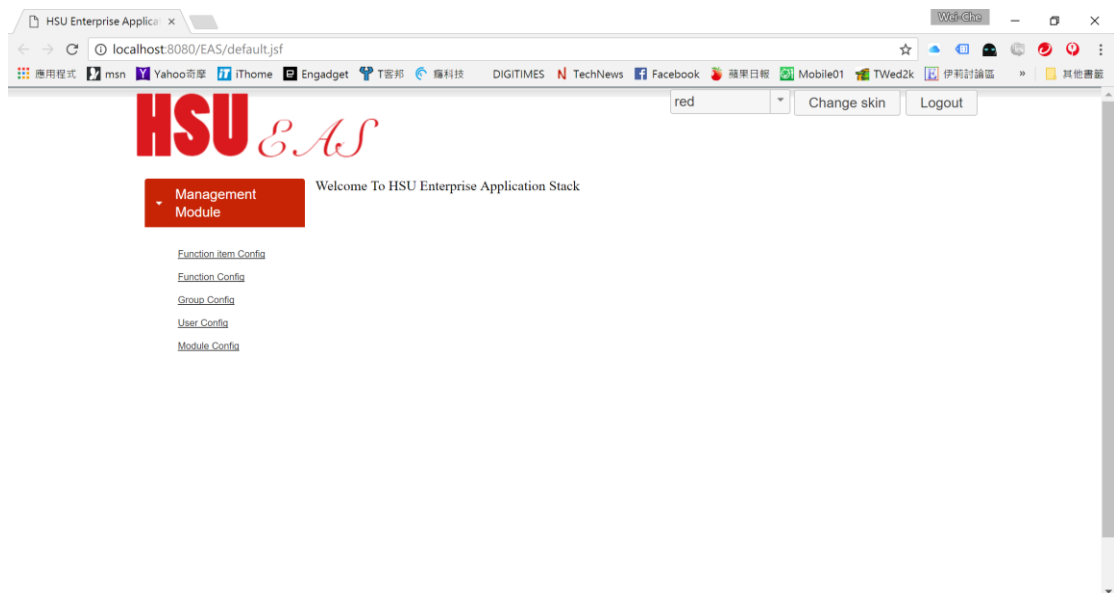 HSU Enterprise Applica
Wei-Che
localhost:8080/EAS/default.jsf
應用程式 msn Yahoo奇摩 iThome Engadget T客邦 瘾科技 DIGITIMES TechNews Facebook 蘋果日報 Mobile01 TWed2k 伊莉討論區 » 其他書籤
HSU EAS
red Change skin Logout
Management
Module
Welcome To HSU Enterprise Application Stack
Function item Config
Function Config
Group Config
User Config
Module Config